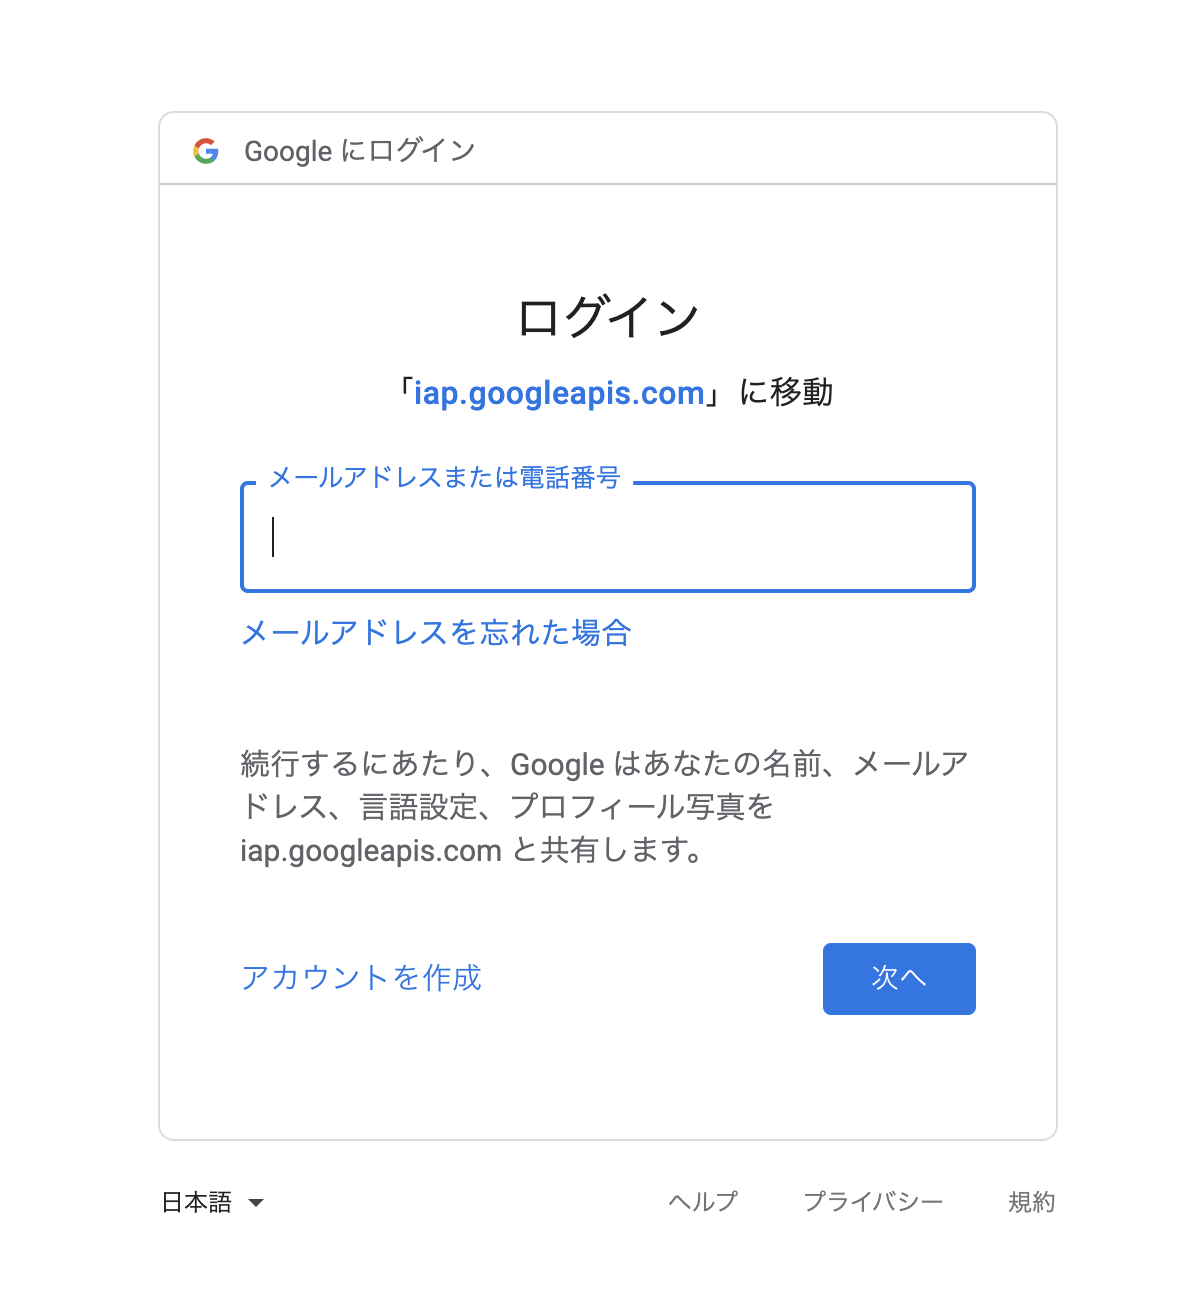 Google にログイン
ログイン
「iap.googleapis.com」に移動
メールアドレスまたは電話番号
メールアドレスを忘れた場合
続行するにあたり、Google はあなたの名前、メールア
ドレス、言語設定、プロフィール写真を
iap.googleapis.com と共有します。
アカウントを作成
次へ
日本語
ヘルプ
プライバシー
規約